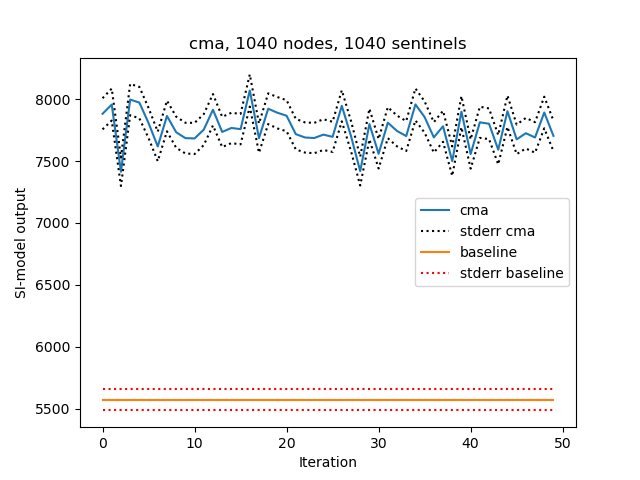 cma, 1040 nodes, 1040 sentinels
SI-model output
8000
7500
7000
6500
6000
5500
cma
stderr cma
baseline
stderr baseline
0 10 20 30 40 50
Iteration